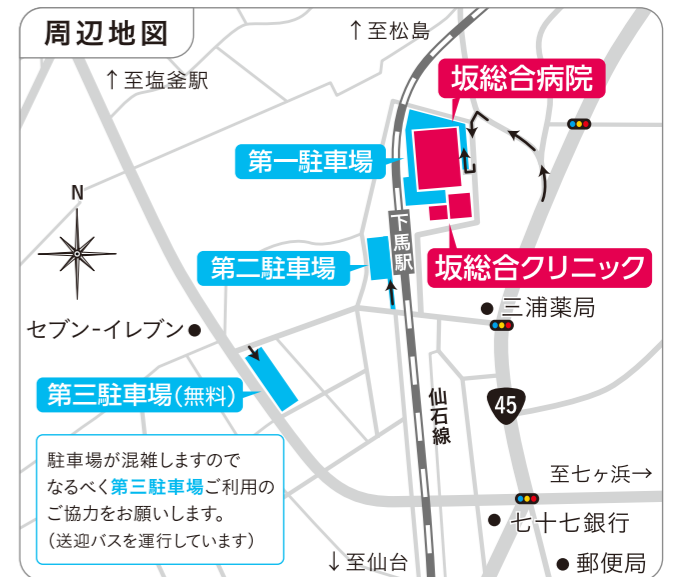 周辺地図
↑至松島
↑至塩釜駅
坂総合病院
第一駐車場
N
下馬駅
第二駐車場
坂総合クリニック
三浦薬局
セブン-イレブン
第三駐車場(無料)
仙石線
45
駐車場が混雑しますので
なるべく第三駐車場ご利用の
ご協力をお願いします。
(送迎バスを運行しています)
至七ヶ浜→
七十七銀行
↓至仙台
郵便局